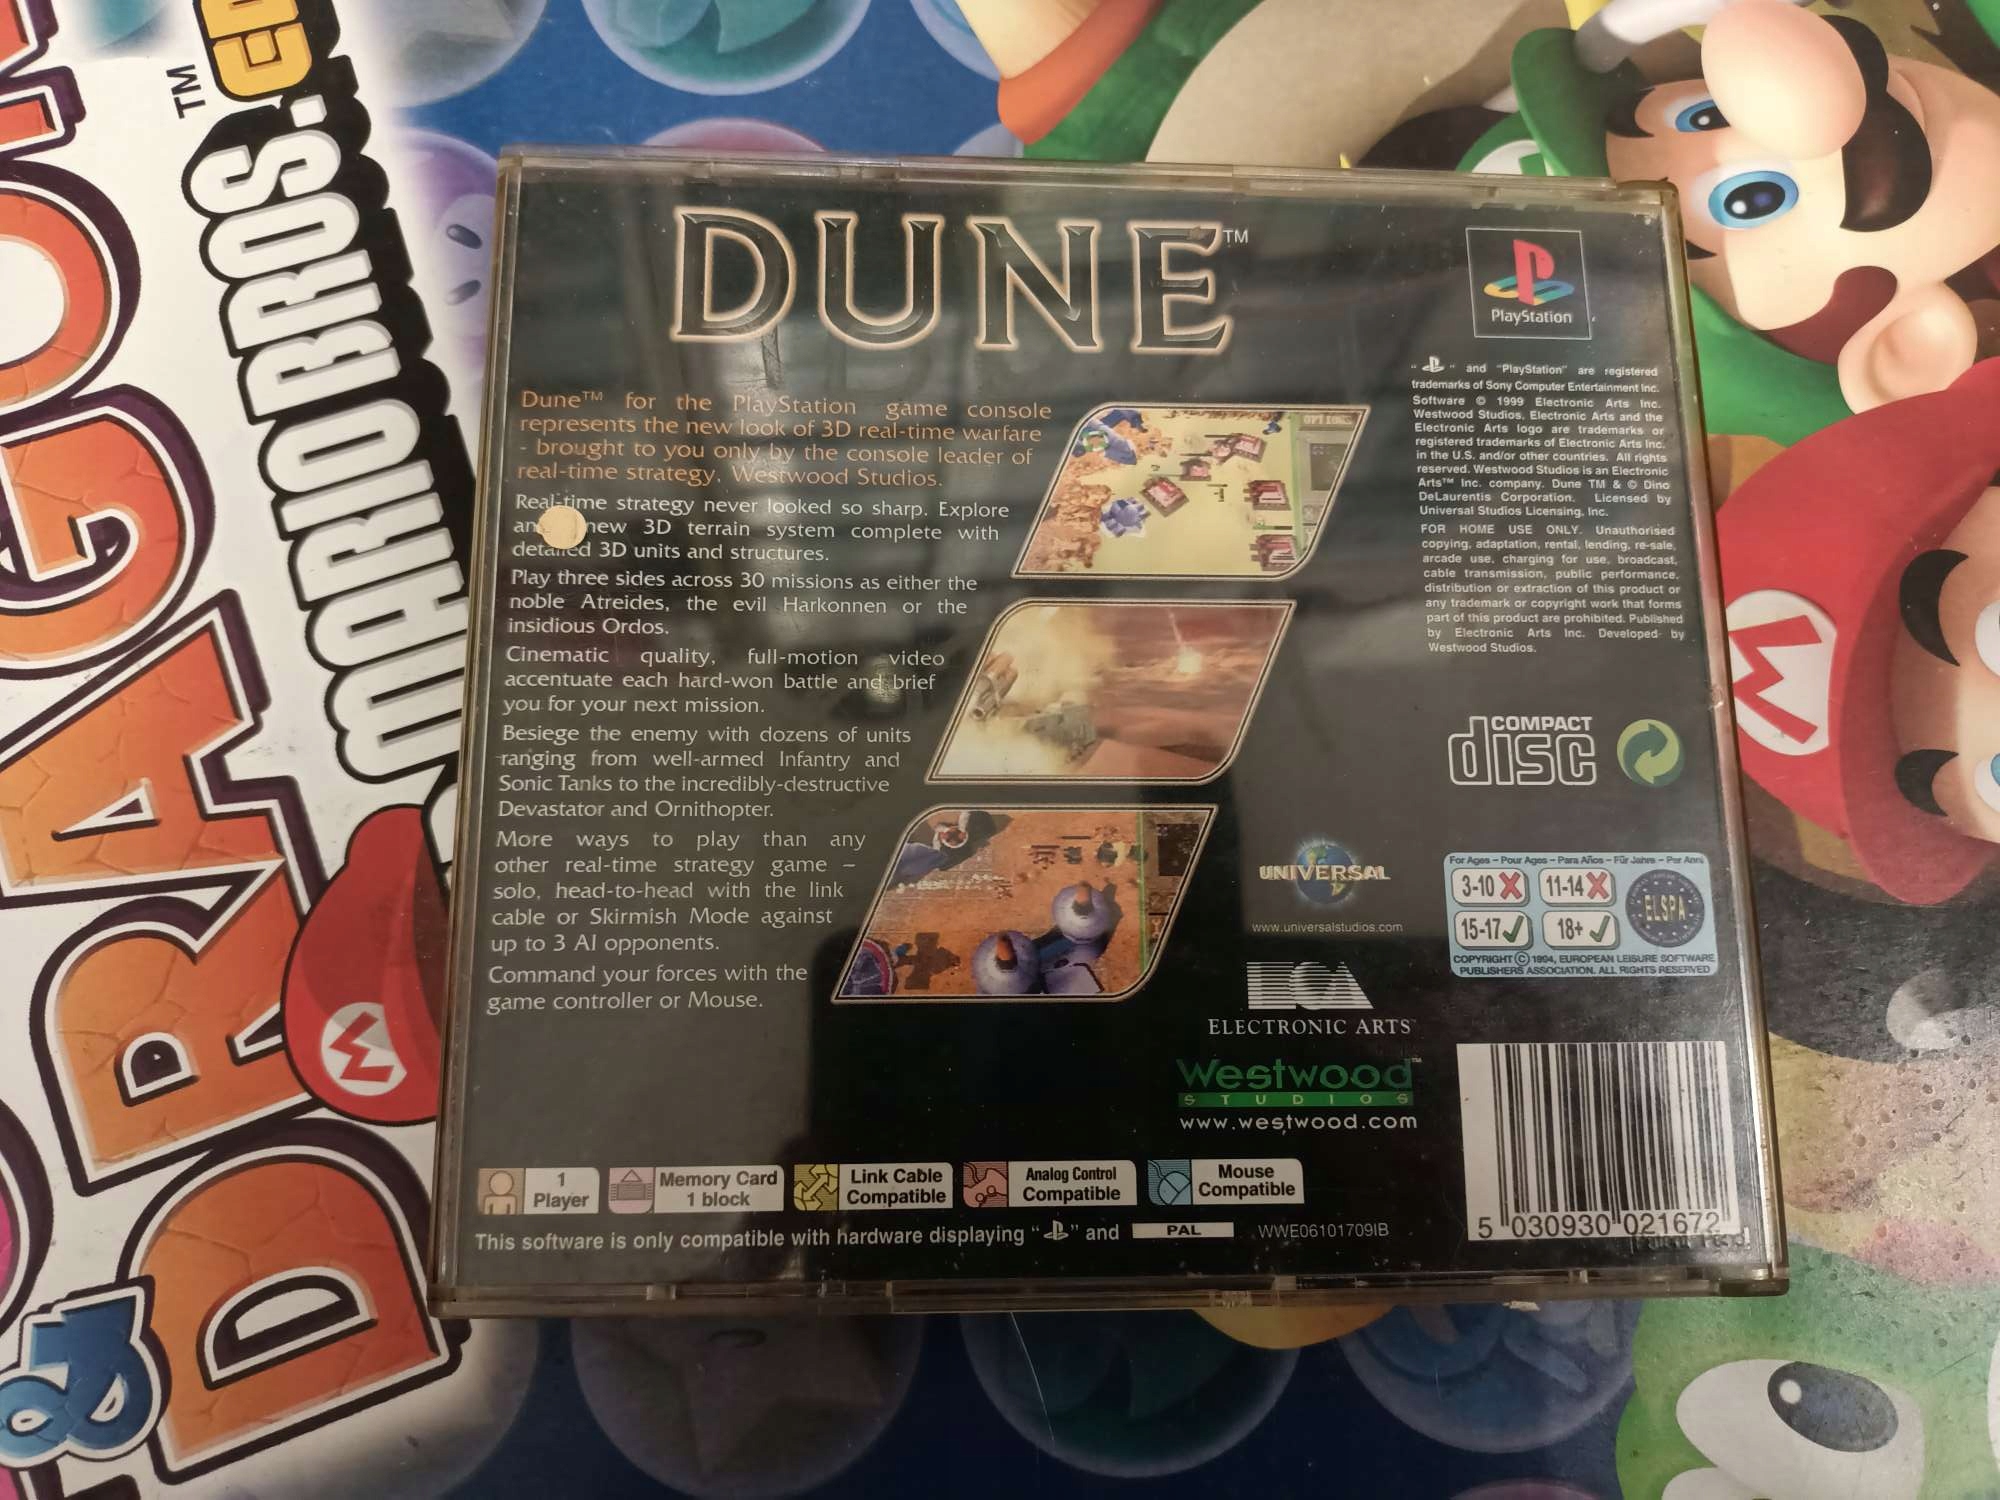 DUNE™
PlayStation
Dune™ for the PlayStation game console
represents the new look of 3D real-time warfare
- brought to you only by the console leader of
real-time strategy, Westwood Studios.
Real-time strategy never looked so sharp. Explore
new 3D terrain system complete with
detailed 3D units and structures.
Play three sides across 30 missions as either the
noble Atreides, the evil Harkonnen or the
insidious Ordos.
Cinematic quality, full-motion video
accentuate each hard-won battle and brief
you for your next mission.
Besiege the enemy with dozens of units
ranging from well-armed Infantry and
Sonic Tanks to the incredibly-destructive
Devastator and Ornithopter.
More ways to play than any
other real-time strategy game –
solo, head-to-head with the link
cable or Skirmish Mode against
up to 3 AI opponents.
Command your forces with the
game controller or Mouse.
OPTIONS
" " and "PlayStation" are registered
trademarks of Sony Computer Entertainment Inc.
Software © 1999 Electronic Arts Inc.
Westwood Studios, Electronic Arts and the
Electronic Arts logo are trademarks or
registered trademarks of Electronic Arts Inc.
in the U.S. and/or other countries. All rights
reserved. Westwood Studios is an Electronic
Arts™ Inc. company. Dune TM & © Dino
DeLaurentis Corporation. Licensed by
Universal Studios Licensing, Inc.
FOR HOME USE ONLY. Unauthorised
copying, adaptation, rental, lending, re-sale,
arcade use, charging for use, broadcast,
cable transmission, public performance,
distribution or extraction of this product or
any trademark or copyright work that forms
part of this product are prohibited. Published
by Electronic Arts Inc. Developed by
Westwood Studios.
COMPACT
disc
UNIVERSAL
www.universalstudios.com
For Ages – Pour Ages – Para Años – Für Jahre – Per Anni
3-10 11-14
15-17 18+
ELSPA
COPYRIGHT © 1994, EUROPEAN LEISURE SOFTWARE
PUBLISHERS ASSOCIATION. ALL RIGHTS RESERVED
EA
ELECTRONIC ARTS™
Westwood™
STUDIOS
www.westwood.com
1
Player
Memory Card
1 block
Link Cable
Compatible
Analog Control
Compatible
Mouse
Compatible
This software is only compatible with hardware displaying " " and PAL
WWE06101709IB
5 030930 021672
MARIO BROS.
TM
DRAGO
&
M
M